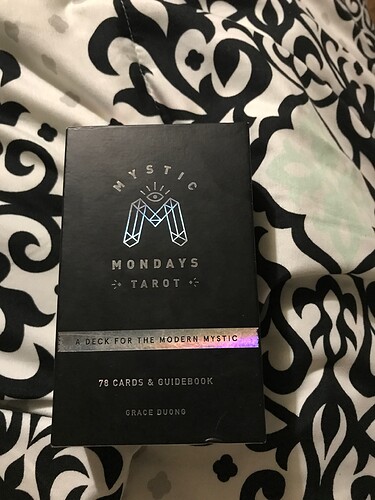 MYSTIC
M
MONDAYS
TAROT
A DECK FOR THE MODERN MYSTIC
78 CARDS & GUIDEBOOK
GRACE DUONG